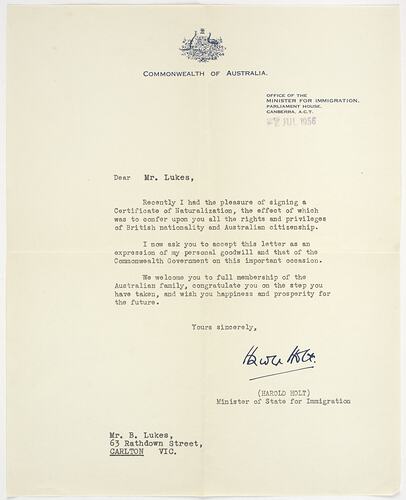 COMMONWEALTH OF AUSTRALIA.
OFFICE OF THE
MINISTER FOR IMMIGRATION.
PARLIAMENT HOUSE,
CANBERRA, A.C.T.
JUL 1956
Dear Mr. Lukes,
Recently I had the pleasure of signing a
Certificate of Naturalization, the effect of which
was to confer upon you all the rights and privileges
of British nationality and Australian citizenship.
I now ask you to accept this letter as an
expression of my personal goodwill and that of the
Commonwealth Government on this important occasion.
We welcome you to full membership of the
Australian family, congratulate you on the step you
have taken, and wish you happiness and prosperity for
the future.
Yours sincerely,
Harold Holt.
(HAROLD HOLT)
Minister of State for Immigration
Mr. B. Lukes,
63 Rathdown Street,
CARLTON VIC.